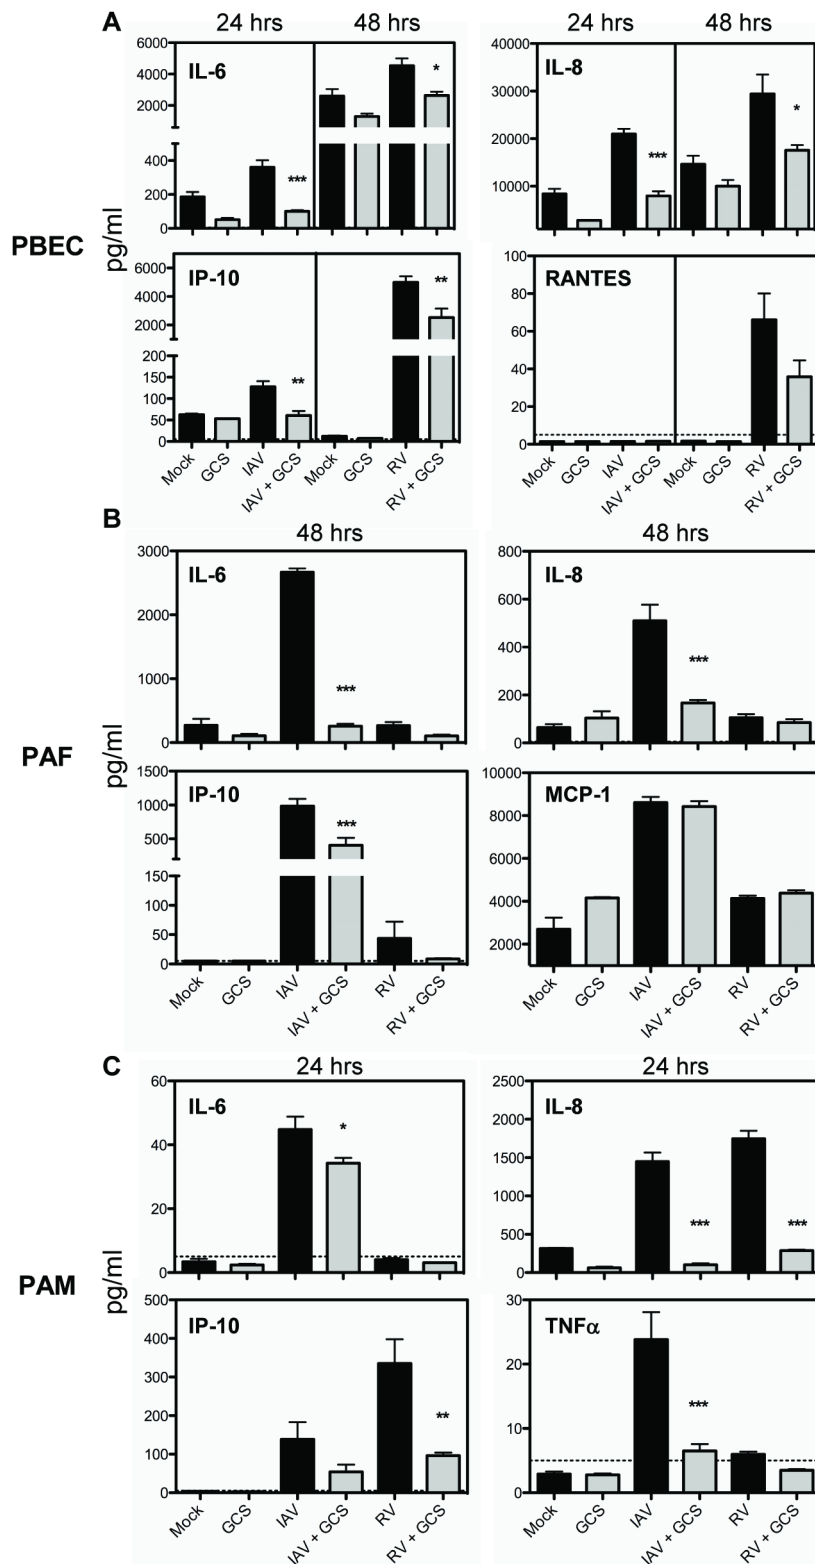 A
24 hrs 48 hrs 24 hrs 48 hrs
PBEC
pg/ml
IL-6
6000
4000
2000
400
200
0
***
*
IL-8
40000
30000
20000
10000
***
*
IP-10
6000
4000
2000
200
150
100
50
0
**
**
Mock GCS IAV IAV + GCS Mock GCS RV RV + GCS
RANTES
100
80
60
40
20
0
Mock GCS IAV IAV + GCS Mock GCS RV RV + GCS
B
48 hrs 48 hrs
PAF
pg/ml
IL-6
3000
2000
1000
0
***
IL-8
800
600
400
200
0
***
IP-10
1500
1000
500
150
100
50
0
***
Mock GCS IAV IAV + GCS RV RV + GCS
MCP-1
10000
8000
6000
4000
2000
Mock GCS IAV IAV + GCS RV RV + GCS
C
24 hrs 24 hrs
PAM
pg/ml
IL-6
60
40
20
0
*
IL-8
2500
2000
1500
1000
500
0
***
***
IP-10
500
400
300
200
100
0
**
Mock GCS IAV IAV + GCS RV RV + GCS
TNFα
30
20
10
0
***
Mock GCS IAV IAV + GCS RV RV + GCS